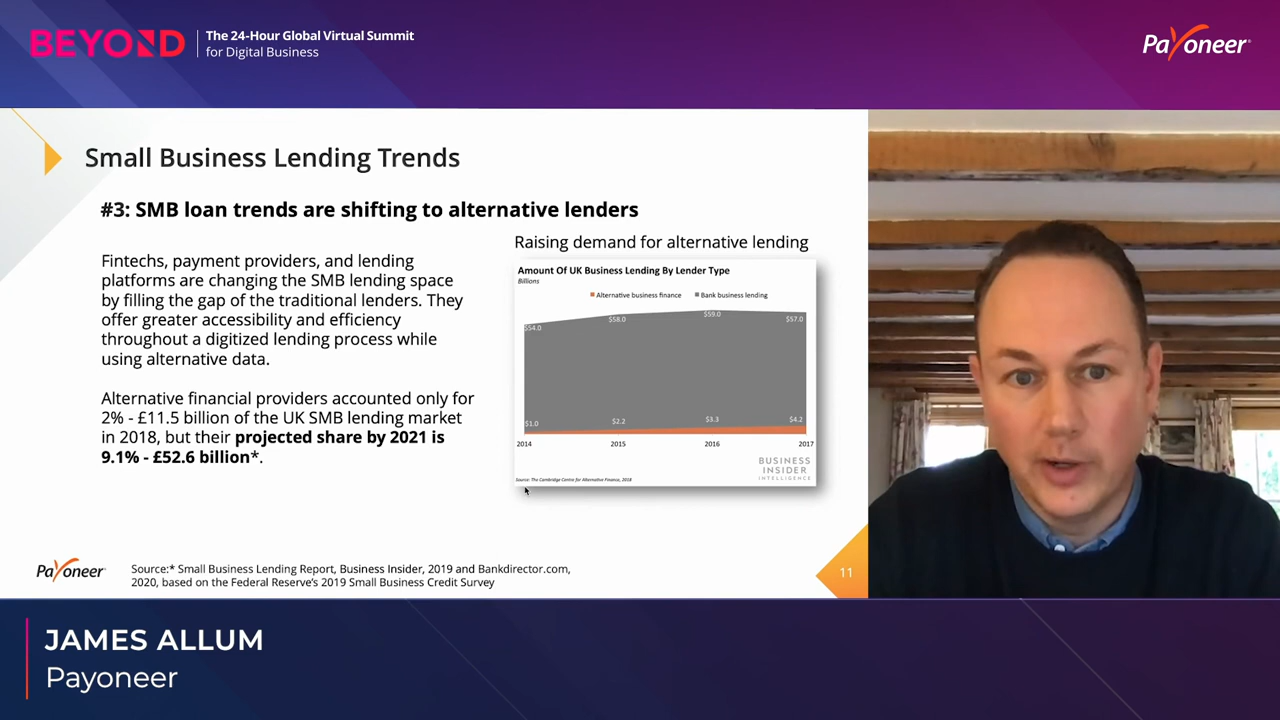 BEYOND
The 24-Hour Global Virtual Summit
for Digital Business
Payoneer
Small Business Lending Trends
#3: SMB loan trends are shifting to alternative lenders
Fintechs, payment providers, and lending
platforms are changing the SMB lending space
by filling the gap of the traditional lenders. They
offer greater accessibility and efficiency
throughout a digitized lending process while
using alternative data.
Alternative financial providers accounted only for
2% - £11.5 billion of the UK SMB lending market
in 2018, but their projected share by 2021 is
9.1% - £52.6 billion*.
Raising demand for alternative lending
Amount Of UK Business Lending By Lender Type
Billions
Alternative business finance Bank business lending
$54.0 $58.0 $59.0 $57.0
$1.0 $2.2 $3.3 $4.2
2014 2015 2016 2017
BUSINESS
INSIDER
INTELLIGENCE
Source: The Cambridge Centre for Alternative Finance, 2018
Payoneer
Source:* Small Business Lending Report, Business Insider, 2019 and Bankdirector.com,
2020, based on the Federal Reserve's 2019 Small Business Credit Survey
11
JAMES ALLUM
Payoneer